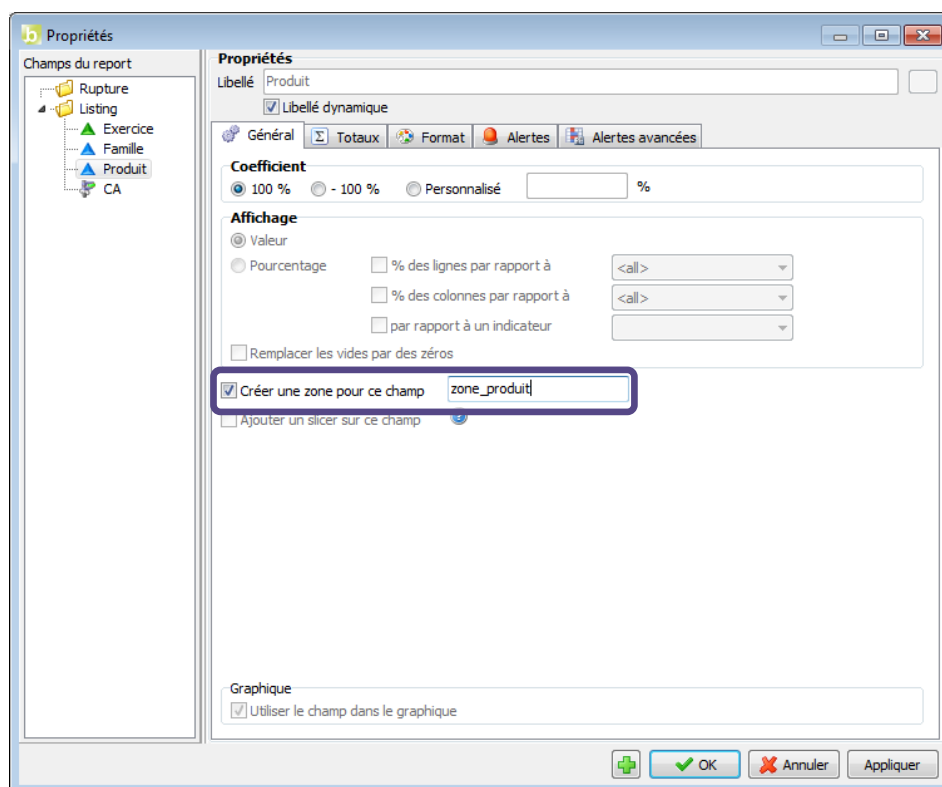 Propriétés
Champs du report
Rupture
Listing
Exercice
Famille
Produit
CA
Propriétés
Libellé Produit
Libellé dynamique
Général Totaux Format Alertes Alertes avancées
Coefficient
100 % - 100 % Personnalisé %
Affichage
Valeur
Pourcentage % des lignes par rapport à <all>
% des colonnes par rapport à <all>
par rapport à un indicateur
Remplacer les vides par des zéros
Créer une zone pour ce champ zone_produit
Ajouter un slicer sur ce champ
Graphique
Utiliser le champ dans le graphique
OK Annuler Appliquer